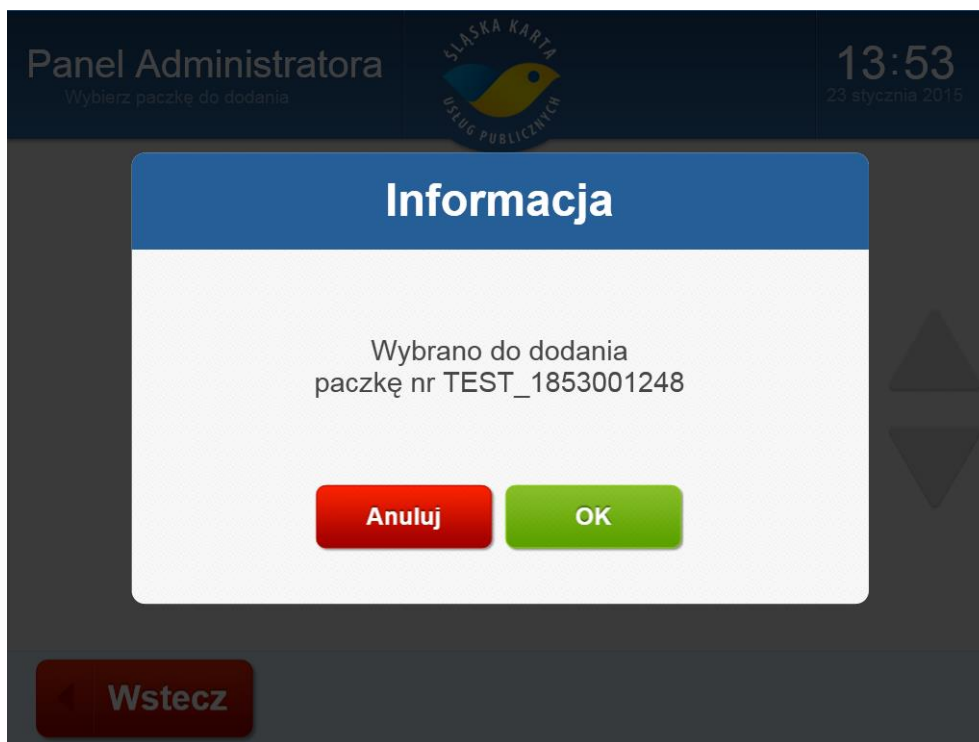 Panel Administratora
Wybierz paczkę do dodania
ŚLĄSKA KARTA
USŁUG PUBLICZNYCH
13:53
23 stycznia 2015
Informacja
Wybrano do dodania
paczkę nr TEST_1853001248
Anuluj
OK
Wstecz